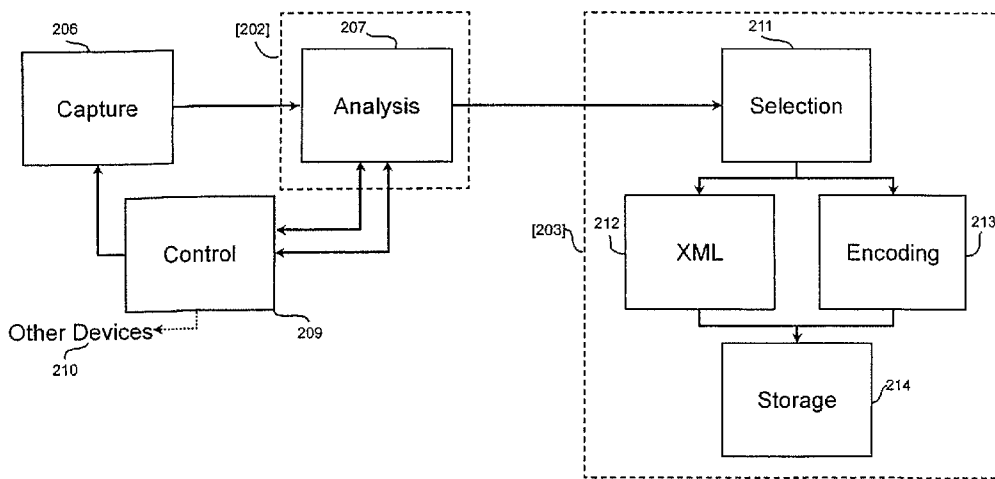 206
[202]
207
211
Capture
Analysis
Selection
Control
[203]
212
XML
Encoding
213
Other Devices
210
209
Storage
214